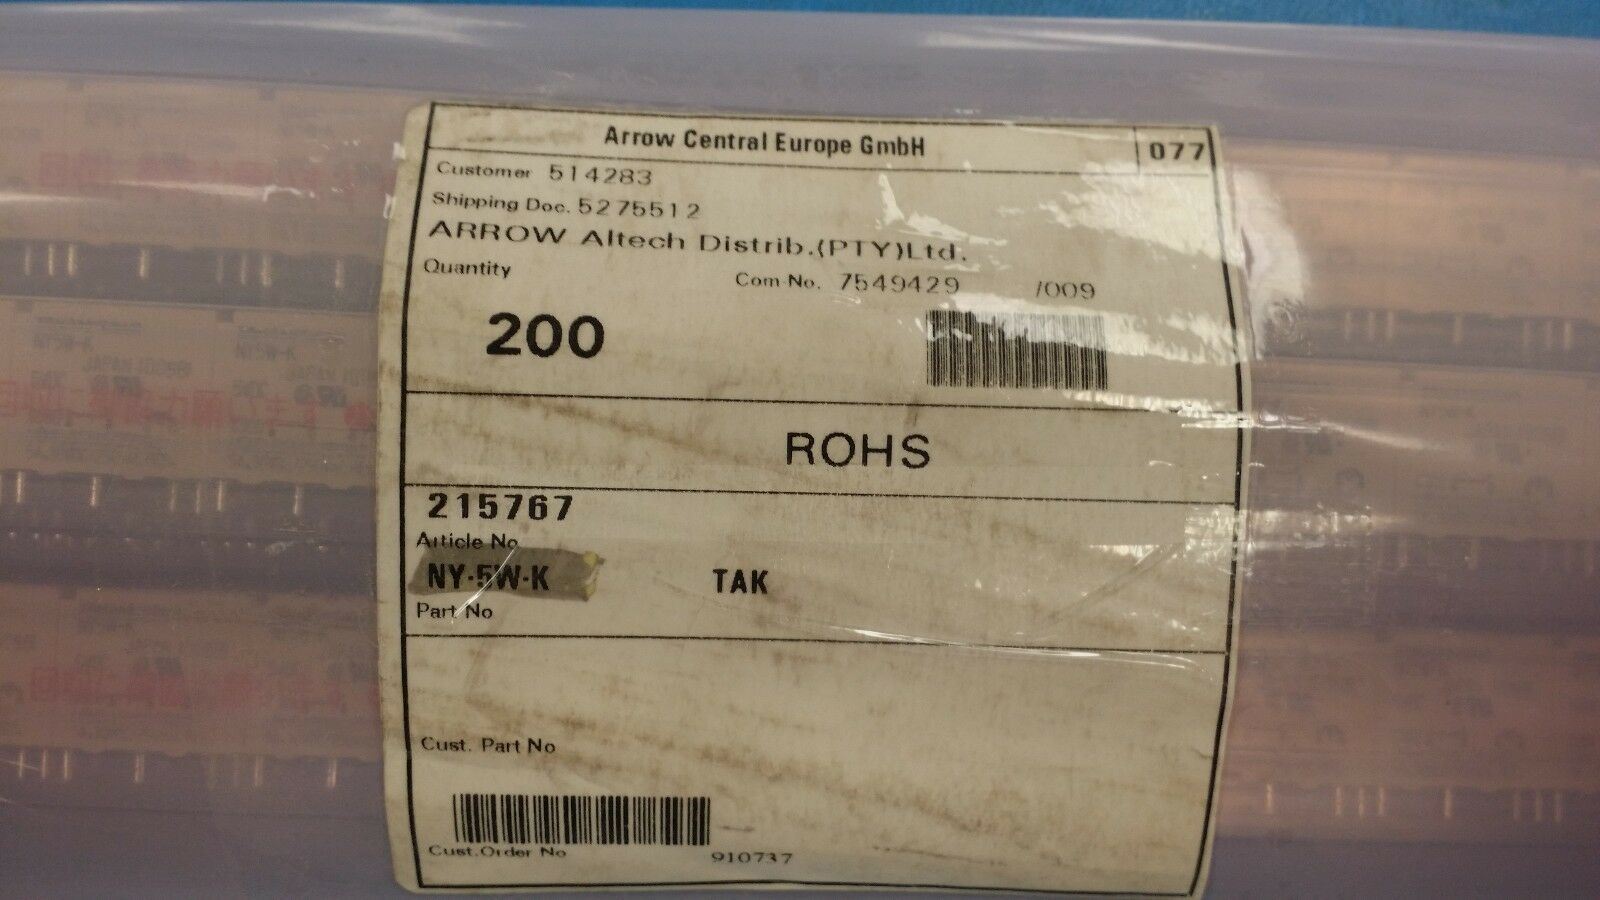 Arrow Central Europe GmbH 077
Customer 514283
Shipping Doc. 5275512
ARROW Altech Distrib.(PTY)Ltd.
Quantity Com-No. 7549429 /009
200
ROHS
215767
Article No
NY-5W-K TAK
Part No
Cust. Part No
Cust.Order No 910737